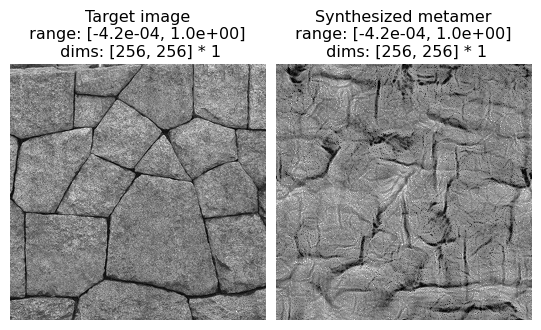 Target image
range: [-4.2e-04, 1.0e+00]
dims: [256, 256] * 1
Synthesized metamer
range: [-4.2e-04, 1.0e+00]
dims: [256, 256] * 1